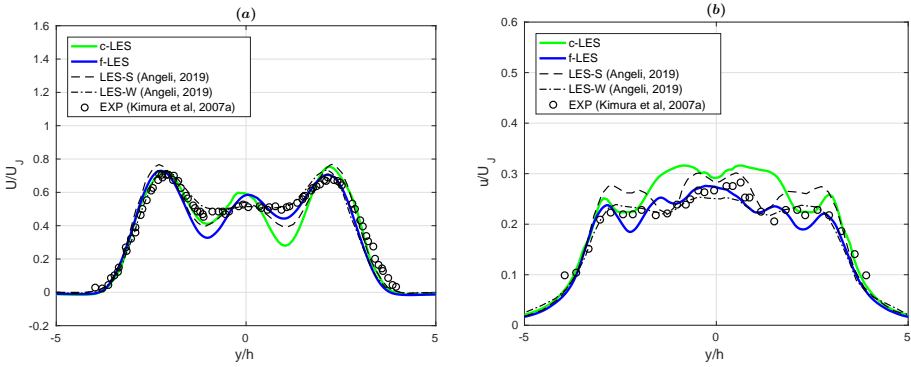 (a)
1.6
1.2
1
0.8
0.6
0.4
0.2
0
-0.2
-5
0
5
U/U_J
y/h
c-LES
f-LES
LES-S (Angeli, 2019)
LES-W (Angeli, 2019)
EXP (Kimura et al, 2007a)
(b)
0.6
0.5
0.4
0.3
0.2
0.1
0
-5
0
5
u/U_J
y/h
c-LES
f-LES
LES-S (Angeli, 2019)
LES-W (Angeli, 2019)
EXP (Kimura et al, 2007a)